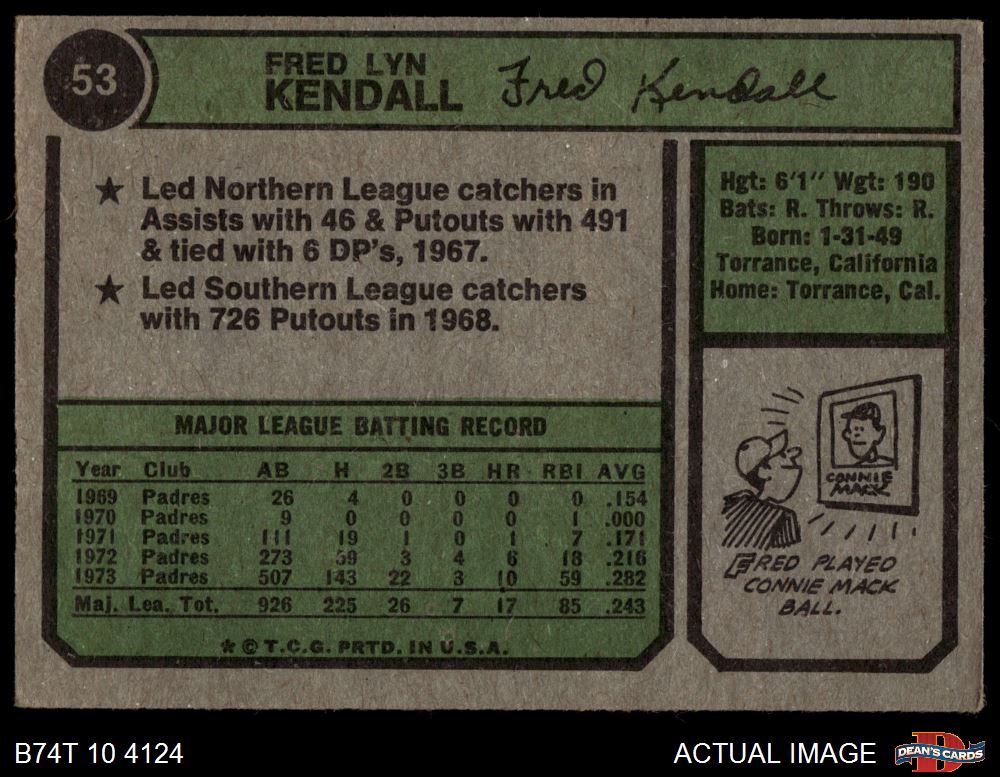 53
FRED LYN
KENDALL
Fred Kendall
★ Led Northern League catchers in
Assists with 46 & Putouts with 491
& tied with 6 DP's, 1967.
★ Led Southern League catchers
with 726 Putouts in 1968.
Hgt: 6'1" Wgt: 190
Bats: R. Throws: R.
Born: 1-31-49
Torrance, California
Home: Torrance, Cal.
MAJOR LEAGUE BATTING RECORD
Year Club AB H 2B 3B HR RBI AVG
1969 Padres 26 4 0 0 0 0 .154
1970 Padres 9 0 0 0 0 1 .000
1971 Padres 111 19 1 0 1 7 .171
1972 Padres 273 59 3 4 6 18 .216
1973 Padres 507 143 22 3 10 59 .282
Maj. Lea. Tot. 926 225 26 7 17 85 .243
* © T.C.G. PRTD. IN U.S.A.
CONNIE
MACK
FRED PLAYED
CONNIE MACK
BALL.
B74T 10 4124
ACTUAL IMAGE
D
DEAN'S CARDS